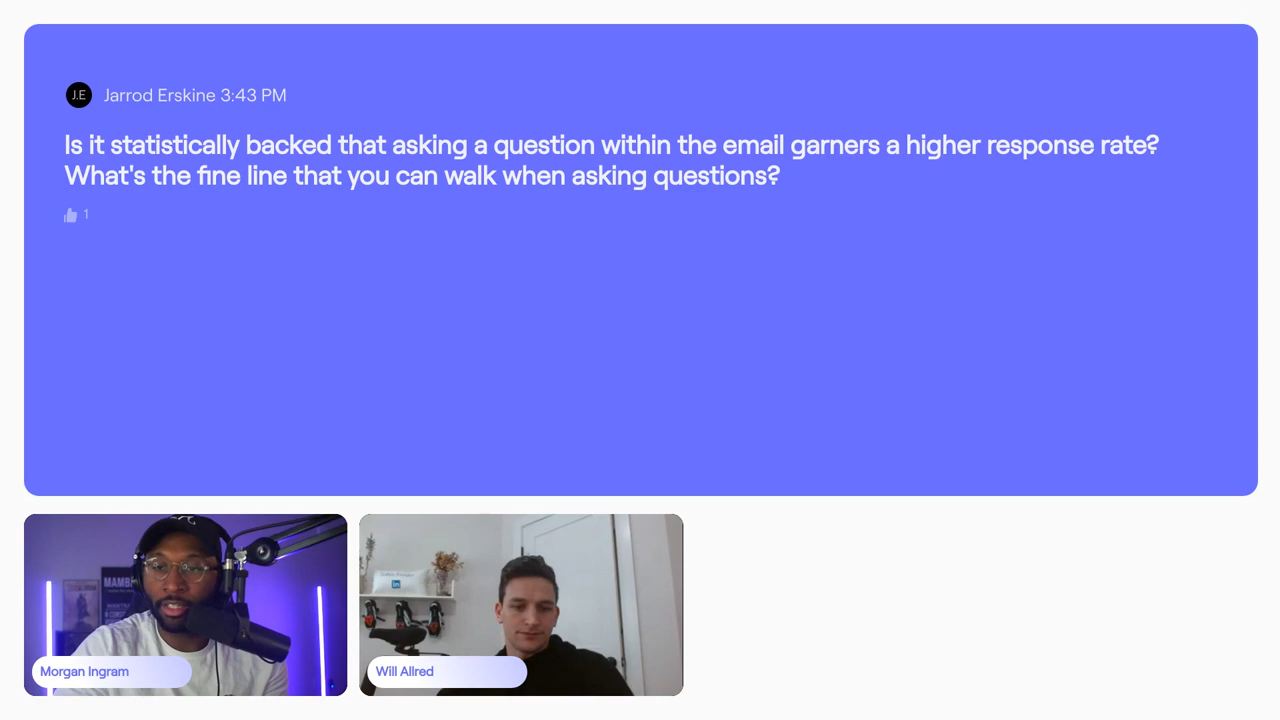 J.E
Jarrod Erskine 3:43 PM
Is it statistically backed that asking a question within the email garners a higher response rate?
What's the fine line that you can walk when asking questions?
1
Morgan Ingram
Will Allred
in